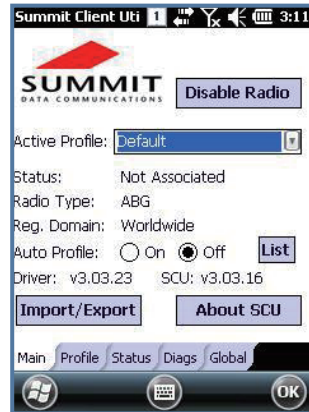 Summit Client Uti 1 3:11
SUMMIT
DATA COMMUNICATIONS
Disable Radio
Active Profile: Default
Status: Not Associated
Radio Type: ABG
Reg. Domain: Worldwide
Auto Profile: On Off List
Driver: v3.03.23 SCU: v3.03.16
Import/Export About SCU
Main Profile Status Diags Global
OK